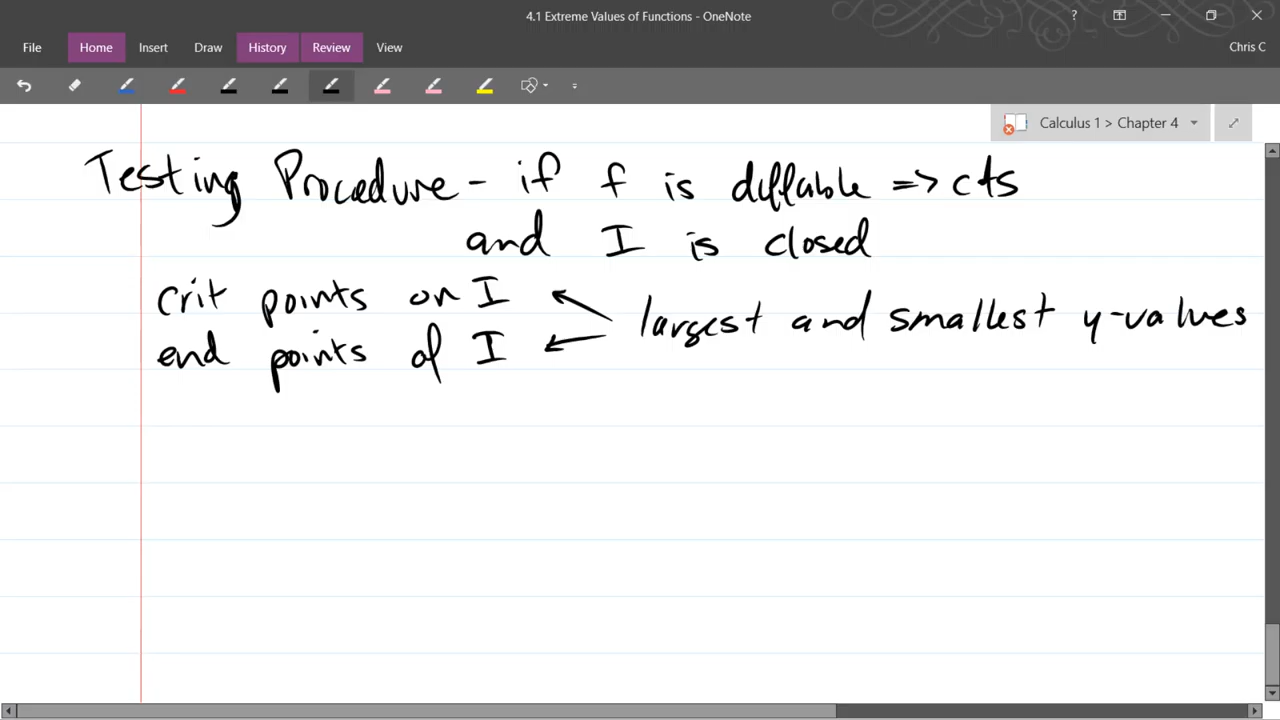 4.1 Extreme Values of Functions - OneNote
?
File Home Insert Draw History Review View
Chris C
Calculus 1 > Chapter 4
Testing Procedure - if f is diffable => cts
and I is closed
crit points on I
end points of I
largest and smallest y-values